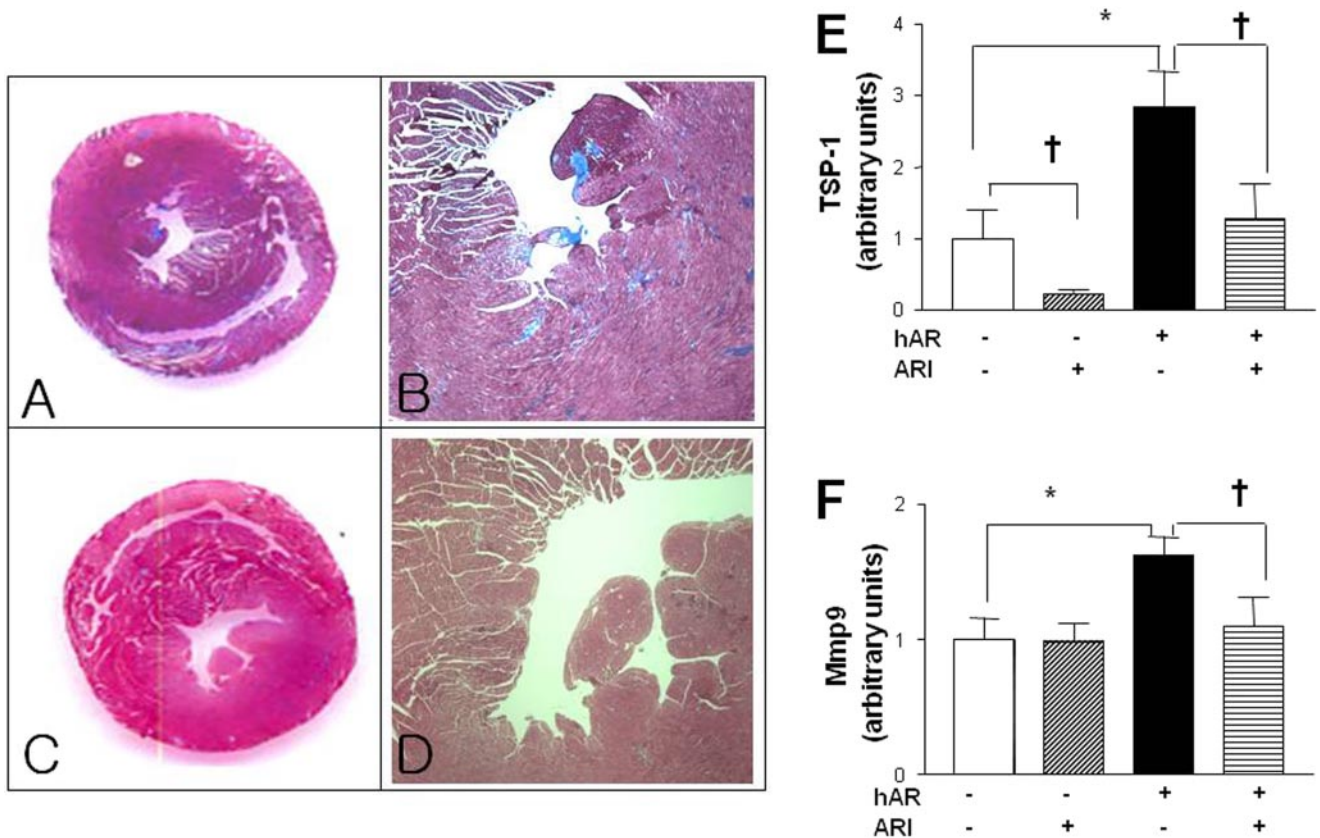 A
B
C
D
E
TSP-1
(arbitrary units)
4
3
2
1
0
*
†
†
hAR - - + +
ARI - + - +
F
Mmp9
(arbitrary units)
2
1
0
*
†
hAR - - + +
ARI - + - +